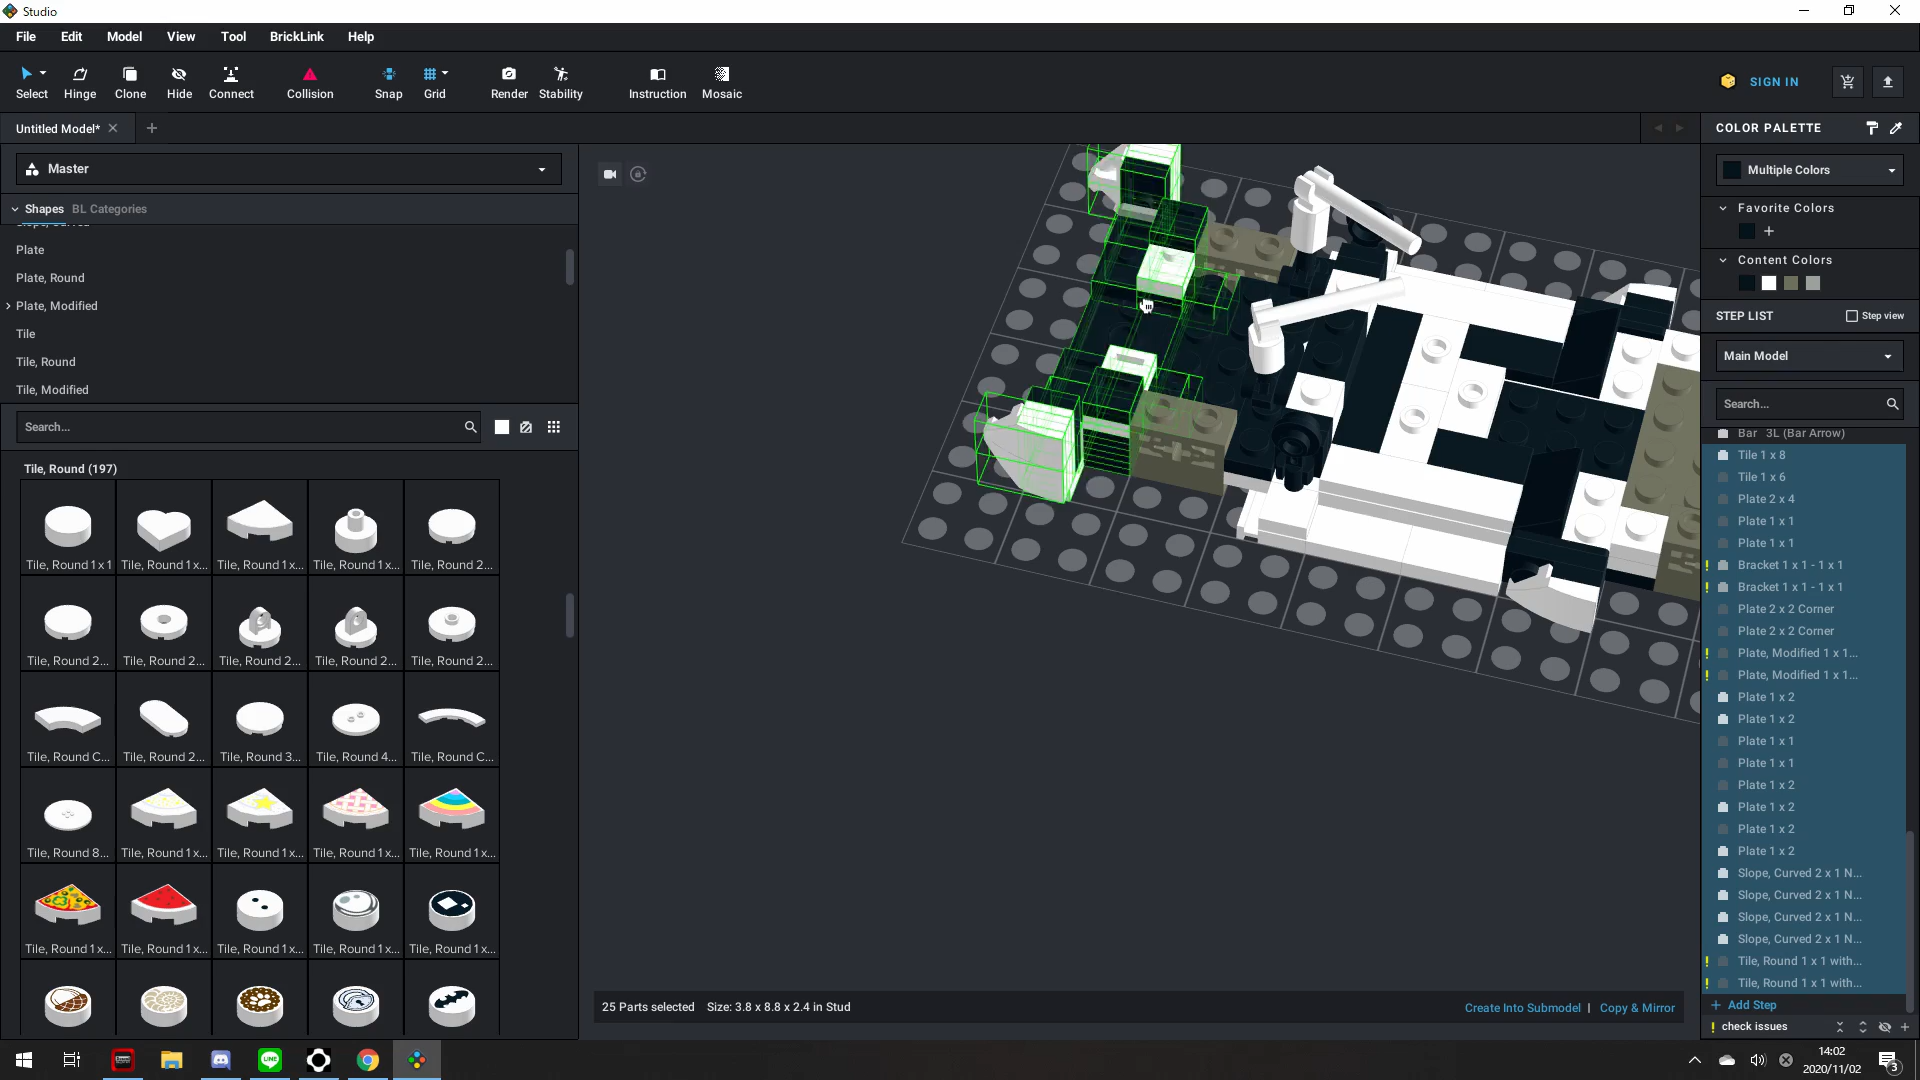 Studio
File Edit Model View Tool BrickLink Help
Select Hinge Clone Hide Connect Collision Snap Grid Render Stability Instruction Mosaic
SIGN IN
Untitled Model*
Master
Shapes BL Categories
Plate
Plate, Round
Plate, Modified
Tile
Tile, Round
Tile, Modified
Search...
Tile, Round (197)
Tile, Round 1 x 1 Tile, Round 1 x... Tile, Round 1 x... Tile, Round 1 x... Tile, Round 2...
Tile, Round 2... Tile, Round 2... Tile, Round 2... Tile, Round 2... Tile, Round 2...
Tile, Round C... Tile, Round 2... Tile, Round 3... Tile, Round 4... Tile, Round C...
Tile, Round 8... Tile, Round 1 x... Tile, Round 1 x... Tile, Round 1 x... Tile, Round 1 x...
Tile, Round 1 x... Tile, Round 1 x... Tile, Round 1 x... Tile, Round 1 x... Tile, Round 1 x...
25 Parts selected Size: 3.8 x 8.8 x 2.4 in Stud
Create Into Submodel | Copy & Mirror
COLOR PALETTE
Multiple Colors
Favorite Colors
Content Colors
STEP LIST Step view
Main Model
Search...
Bar 3L (Bar Arrow)
Tile 1 x 8
Tile 1 x 6
Plate 2 x 4
Plate 1 x 1
Plate 1 x 1
Bracket 1 x 1 - 1 x 1
Bracket 1 x 1 - 1 x 1
Plate 2 x 2 Corner
Plate 2 x 2 Corner
Plate, Modified 1 x 1...
Plate, Modified 1 x 1...
Plate 1 x 2
Plate 1 x 2
Plate 1 x 1
Plate 1 x 1
Plate 1 x 2
Plate 1 x 2
Plate 1 x 2
Plate 1 x 2
Slope, Curved 2 x 1 N...
Slope, Curved 2 x 1 N...
Slope, Curved 2 x 1 N...
Slope, Curved 2 x 1 N...
Tile, Round 1 x 1 with...
Tile, Round 1 x 1 with...
+ Add Step
! check issues
14:02
2020/11/02
3